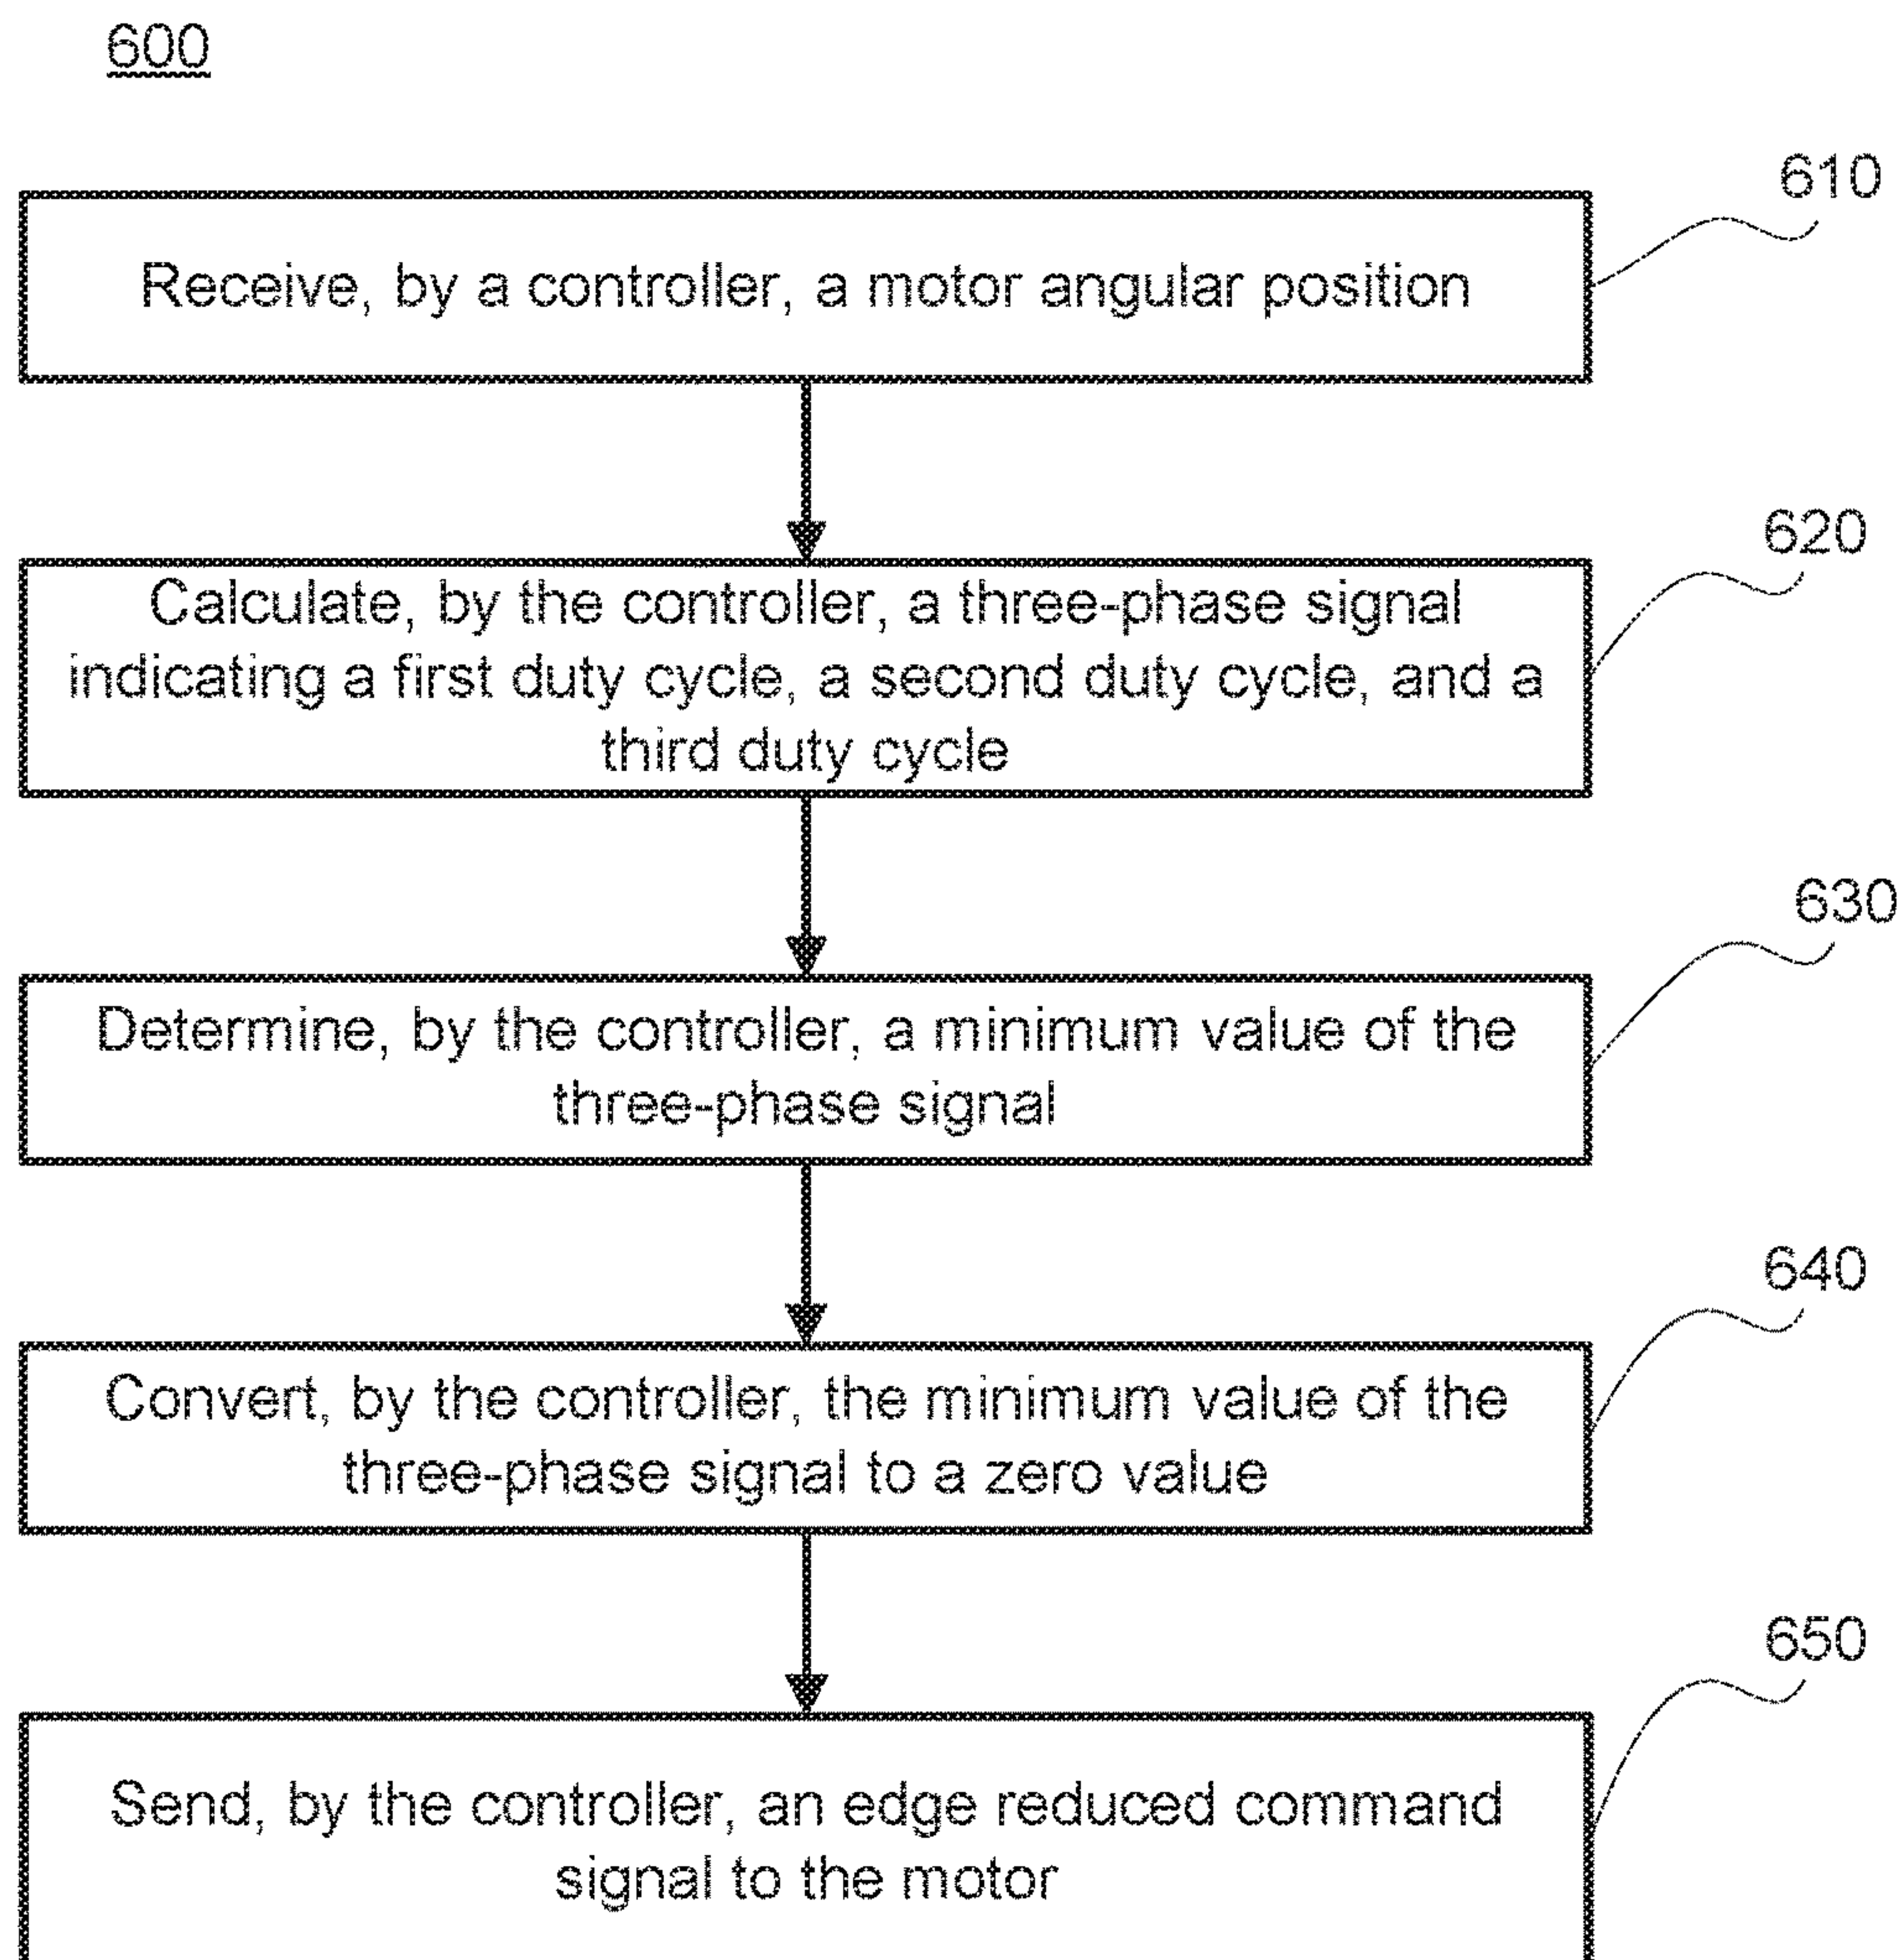 600
610
Receive, by a controller, a motor angular position
620
Calculate, by the controller, a three-phase signal
indicating a first duty cycle, a second duty cycle, and a
third duty cycle
630
Determine, by the controller, a minimum value of the
three-phase signal
640
Convert, by the controller, the minimum value of the
three-phase signal to a zero value
650
Send, by the controller, an edge reduced command
signal to the motor